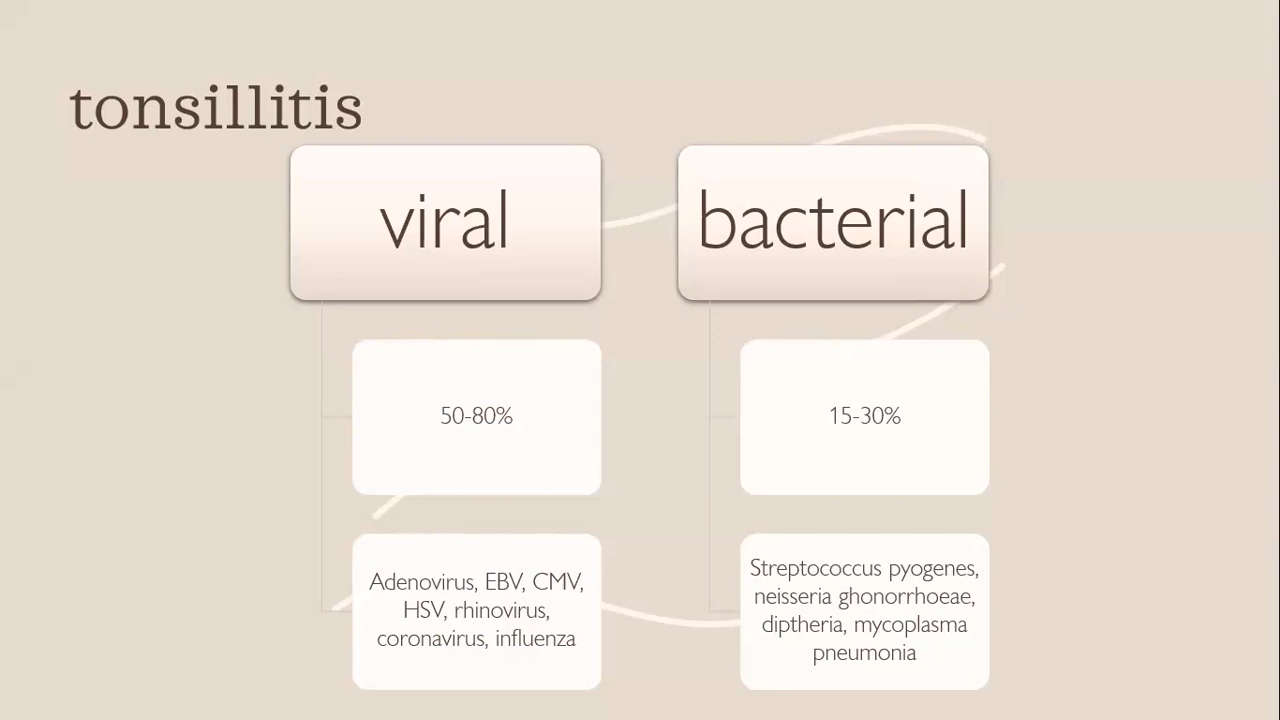 tonsillitis
viral
bacterial
50-80%
15-30%
Adenovirus, EBV, CMV,
HSV, rhinovirus,
coronavirus, influenza
Streptococcus pyogenes,
neisseria ghonorrhoeae,
diptheria, mycoplasma
pneumonia